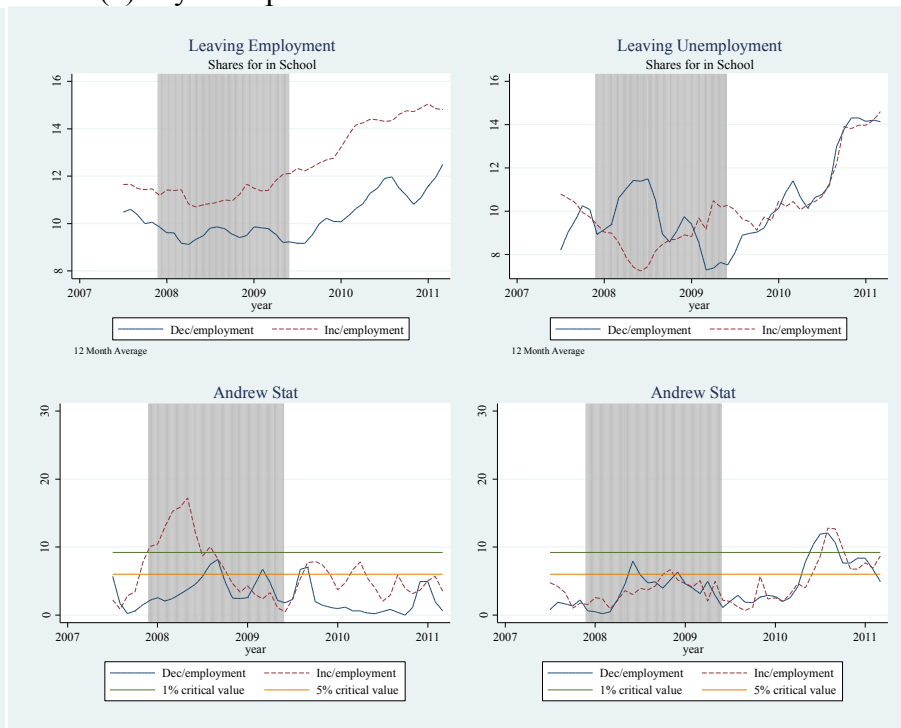 Leaving Employment
Shares for in School
16
14
12
10
8
2007 2008 2009 2010 2011
year
Dec/employment Inc/employment
12 Month Average
Leaving Unemployment
Shares for in School
16
14
12
10
8
2007 2008 2009 2010 2011
year
Dec/employment Inc/employment
12 Month Average
Andrew Stat
30
20
10
0
2007 2008 2009 2010 2011
year
Dec/employment Inc/employment
1% critical value 5% critical value
Andrew Stat
30
20
10
0
2007 2008 2009 2010 2011
year
Dec/employment Inc/employment
1% critical value 5% critical value